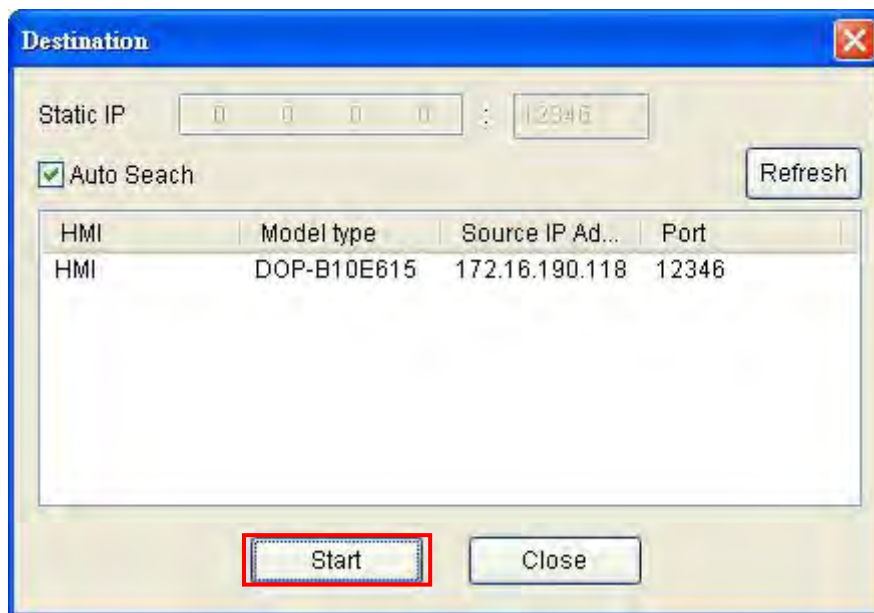 Destination
Static IP 0 0 0 0 : 12346
Auto Seach
Refresh
HMI Model type Source IP Ad... Port
HMI DOP-B10E615 172.16.190.118 12346
Start Close